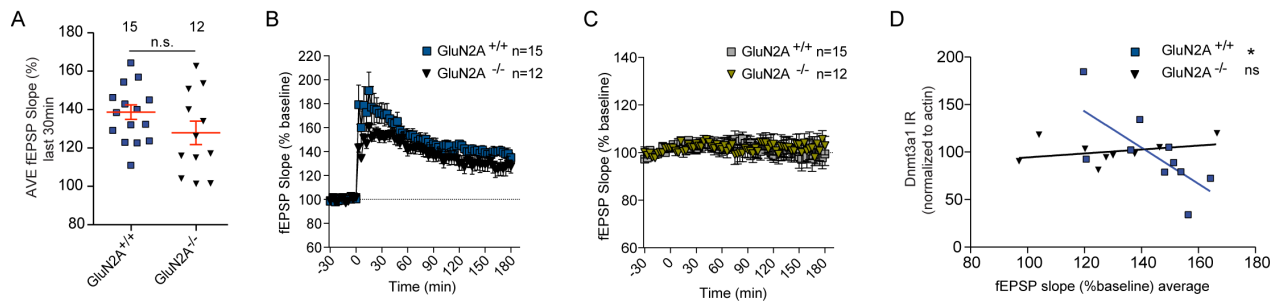 A
15 12
n.s.
AVE fEPSP Slope (%)
last 30min
180
160
140
120
100
80
GluN2A+/+
GluN2A-/-
B
GluN2A +/+ n=15
GluN2A -/- n=12
fEPSP Slope (% baseline)
220
200
180
160
140
120
100
80
60
-30 0 30 60 90 120 150 180
Time (min)
C
GluN2A +/+ n=15
GluN2A -/- n=12
fEPSP Slope (% baseline)
140
120
100
80
60
-30 0 30 60 90 120 150 180
Time (min)
D
GluN2A +/+ *
GluN2A -/- ns
Dnmt3a1 IR
(normalized to actin)
200
150
100
50
0
80 100 120 140 160 180
fEPSP slope (%baseline) average